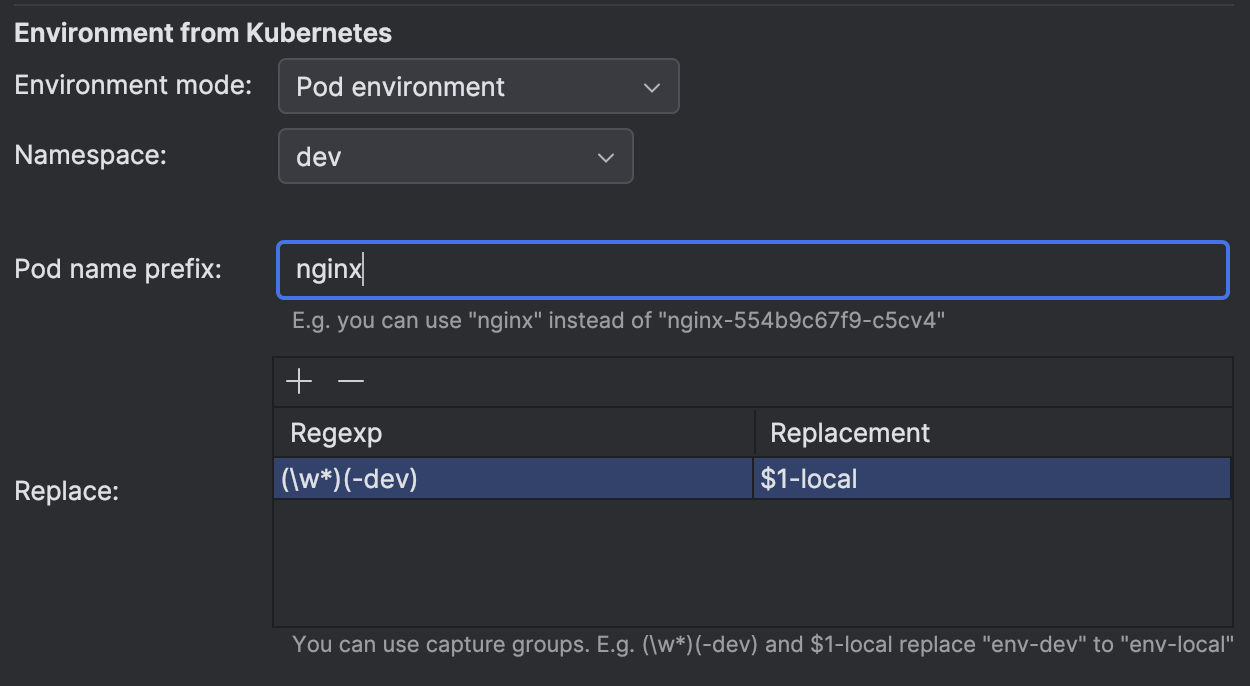 Environment from Kubernetes
Environment mode: Pod environment
Namespace: dev
Pod name prefix: nginx
E.g. you can use "nginx" instead of "nginx-554b9c67f9-c5cv4"
Regexp Replacement
(\w*)(-dev) $1-local
Replace:
You can use capture groups. E.g. (\w*)(-dev) and $1-local replace "env-dev" to "env-local"